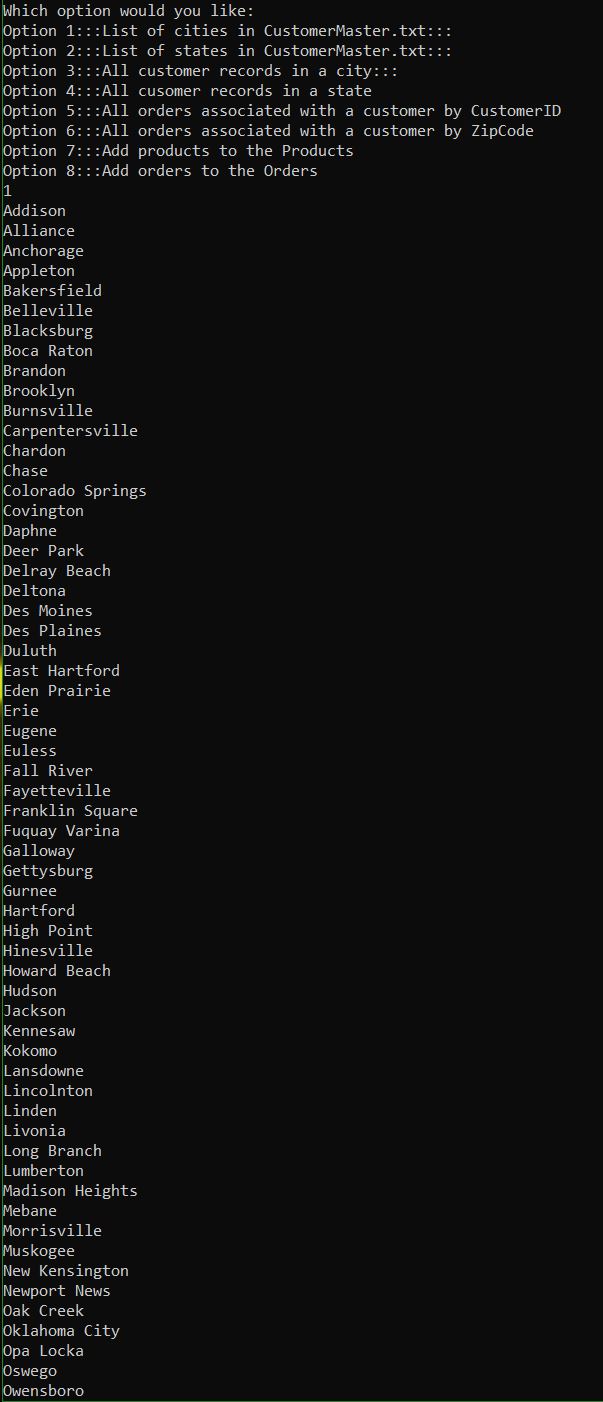 Which option would you like:
Option 1:::List of cities in CustomerMaster.txt:::
Option 2:::List of states in CustomerMaster.txt:::
Option 3:::All customer records in a city:::
Option 4:::All cusomer records in a state
Option 5:::All orders associated with a customer by CustomerID
Option 6:::All orders associated with a customer by ZipCode
Option 7:::Add products to the Products
Option 8:::Add orders to the Orders
1
Addison
Alliance
Anchorage
Appleton
Bakersfield
Belleville
Blacksburg
Boca Raton
Brandon
Brooklyn
Burnsville
Carpentersville
Chardon
Chase
Colorado Springs
Covington
Daphne
Deer Park
Delray Beach
Deltona
Des Moines
Des Plaines
Duluth
East Hartford
Eden Prairie
Erie
Eugene
Euless
Fall River
Fayetteville
Franklin Square
Fuquay Varina
Galloway
Gettysburg
Gurnee
Hartford
High Point
Hinesville
Howard Beach
Hudson
Jackson
Kennesaw
Kokomo
Lansdowne
Lincolnton
Linden
Livonia
Long Branch
Lumberton
Madison Heights
Mebane
Morrisville
Muskogee
New Kensington
Newport News
Oak Creek
Oklahoma City
Opa Locka
Oswego
Owensboro